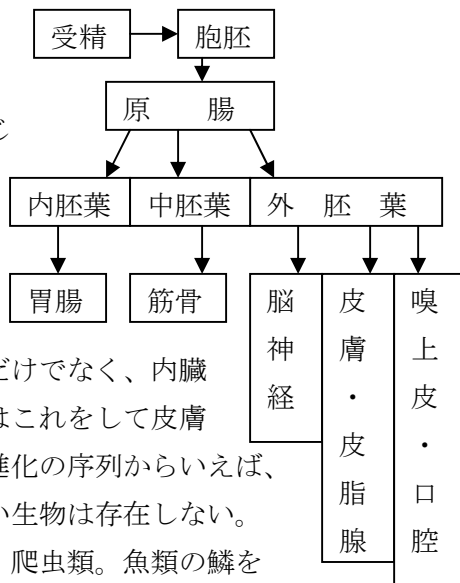 受精 胞胚
原 腸
ど
内胚葉 中胚葉 外 胚 葉
胃腸 筋骨
脳神経
皮膚・皮脂腺
嗅上皮・口腔
だけでなく、内臓
はこれをして皮膚
進化の序列からいえば、
い生物は存在しない。
爬虫類。魚類の鱗を